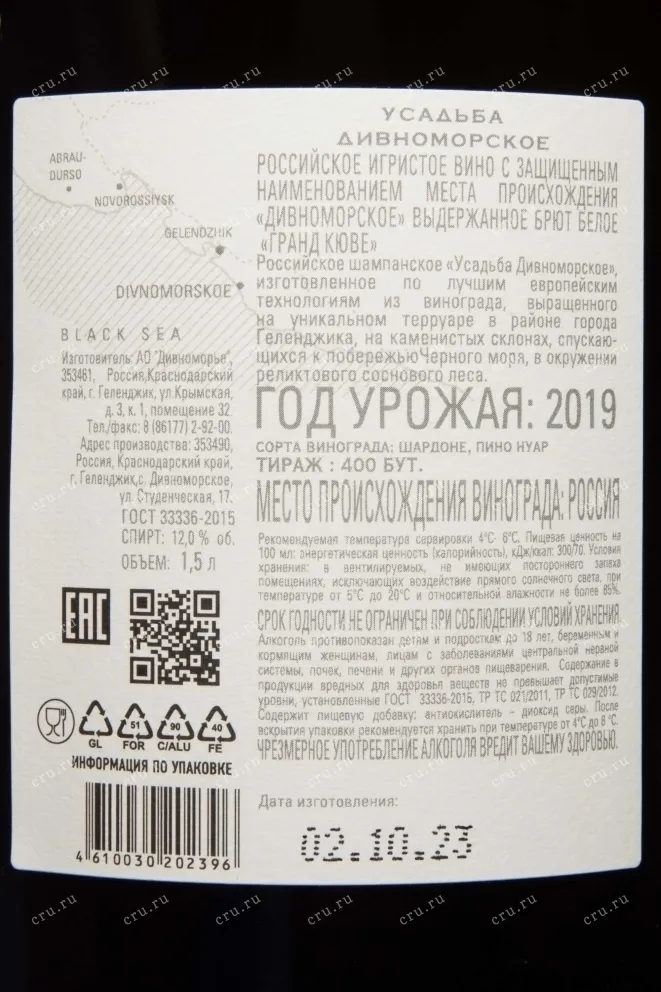 УСАДЬБА
ДИВНОМОРСКОЕ
РОССИЙСКОЕ ИГРИСТОЕ ВИНО С ЗАЩИЩЕННЫМ
НАИМЕНОВАНИЕМ МЕСТА ПРОИСХОЖДЕНИЯ
«ДИВНОМОРСКОЕ» ВЫДЕРЖАННОЕ БРЮТ БЕЛОЕ
«ГРАНД КЮВЕ»
Российское шампанское «Усадьба Дивноморское»,
изготовленное по лучшим европейским
технологиям из винограда, выращенного
на уникальном терруаре в районе города
Геленджика, на каменистых склонах, спускаю-
щихся к побережью Черного моря, в окружении
реликтового соснового леса.
ГОД УРОЖАЯ: 2019
СОРТА ВИНОГРАДА: ШАРДОНЕ, ПИНО НУАР
ТИРАЖ : 400 БУТ.
МЕСТО ПРОИСХОЖДЕНИЯ ВИНОГРАДА: РОССИЯ
Рекомендуемая температура сервировки 4°С- 6°С. Пищевая ценность на
100 мл: энергетическая ценность (калорийность), кДж/ккал: 300/70. Условия
хранения: в вентилируемых, не имеющих постороннего запаха
помещениях, исключающих воздействие прямого солнечного света, при
температуре от 5°С до 20°С и относительной влажности не более 85%.
СРОК ГОДНОСТИ НЕ ОГРАНИЧЕН ПРИ СОБЛЮДЕНИИ УСЛОВИЙ ХРАНЕНИЯ
Алкоголь противопоказан детям и подросткам до 18 лет, беременным и
кормящим женщинам, лицам с заболеваниями центральной нервной
системы, почек, печени и других органов пищеварения. Содержание в
продукции вредных для здоровья веществ не превышает допустимые
уровни, установленные ГОСТ 33336-2015, ТР ТС 021/2011, ТР ТС 029/2012.
Содержит пищевую добавку: антиокислитель – диоксид серы. После
вскрытия упаковки рекомендуется хранить при температуре от 4°С до 6°С.
ЧРЕЗМЕРНОЕ УПОТРЕБЛЕНИЕ АЛКОГОЛЯ ВРЕДИТ ВАШЕМУ ЗДОРОВЬЮ.
Дата изготовления:
02.10.23
ABRAU-
DURSO
NOVOROSSIYSK
GELENDZHIK
DIVNOMORSKOE
BLACK SEA
Изготовитель: АО "Дивноморье",
353461, Россия,Краснодарский
край, г. Геленджик, ул.Крымская,
д. 3, к. 1, помещение 32.
Тел./факс: 8 (86177) 2-92-00.
Адрес производства: 353490,
Россия, Краснодарский край,
г. Геленджик,с. Дивноморское,
ул. Студенческая, 17.
ГОСТ 33336-2015
СПИРТ: 12,0 % об.
ОБЪЕМ: 1,5 л
ЕАС
GL
51
FOR
90
C/ALU
40
FE
ИНФОРМАЦИЯ ПО УПАКОВКЕ
4 610030 202396
cru.ru